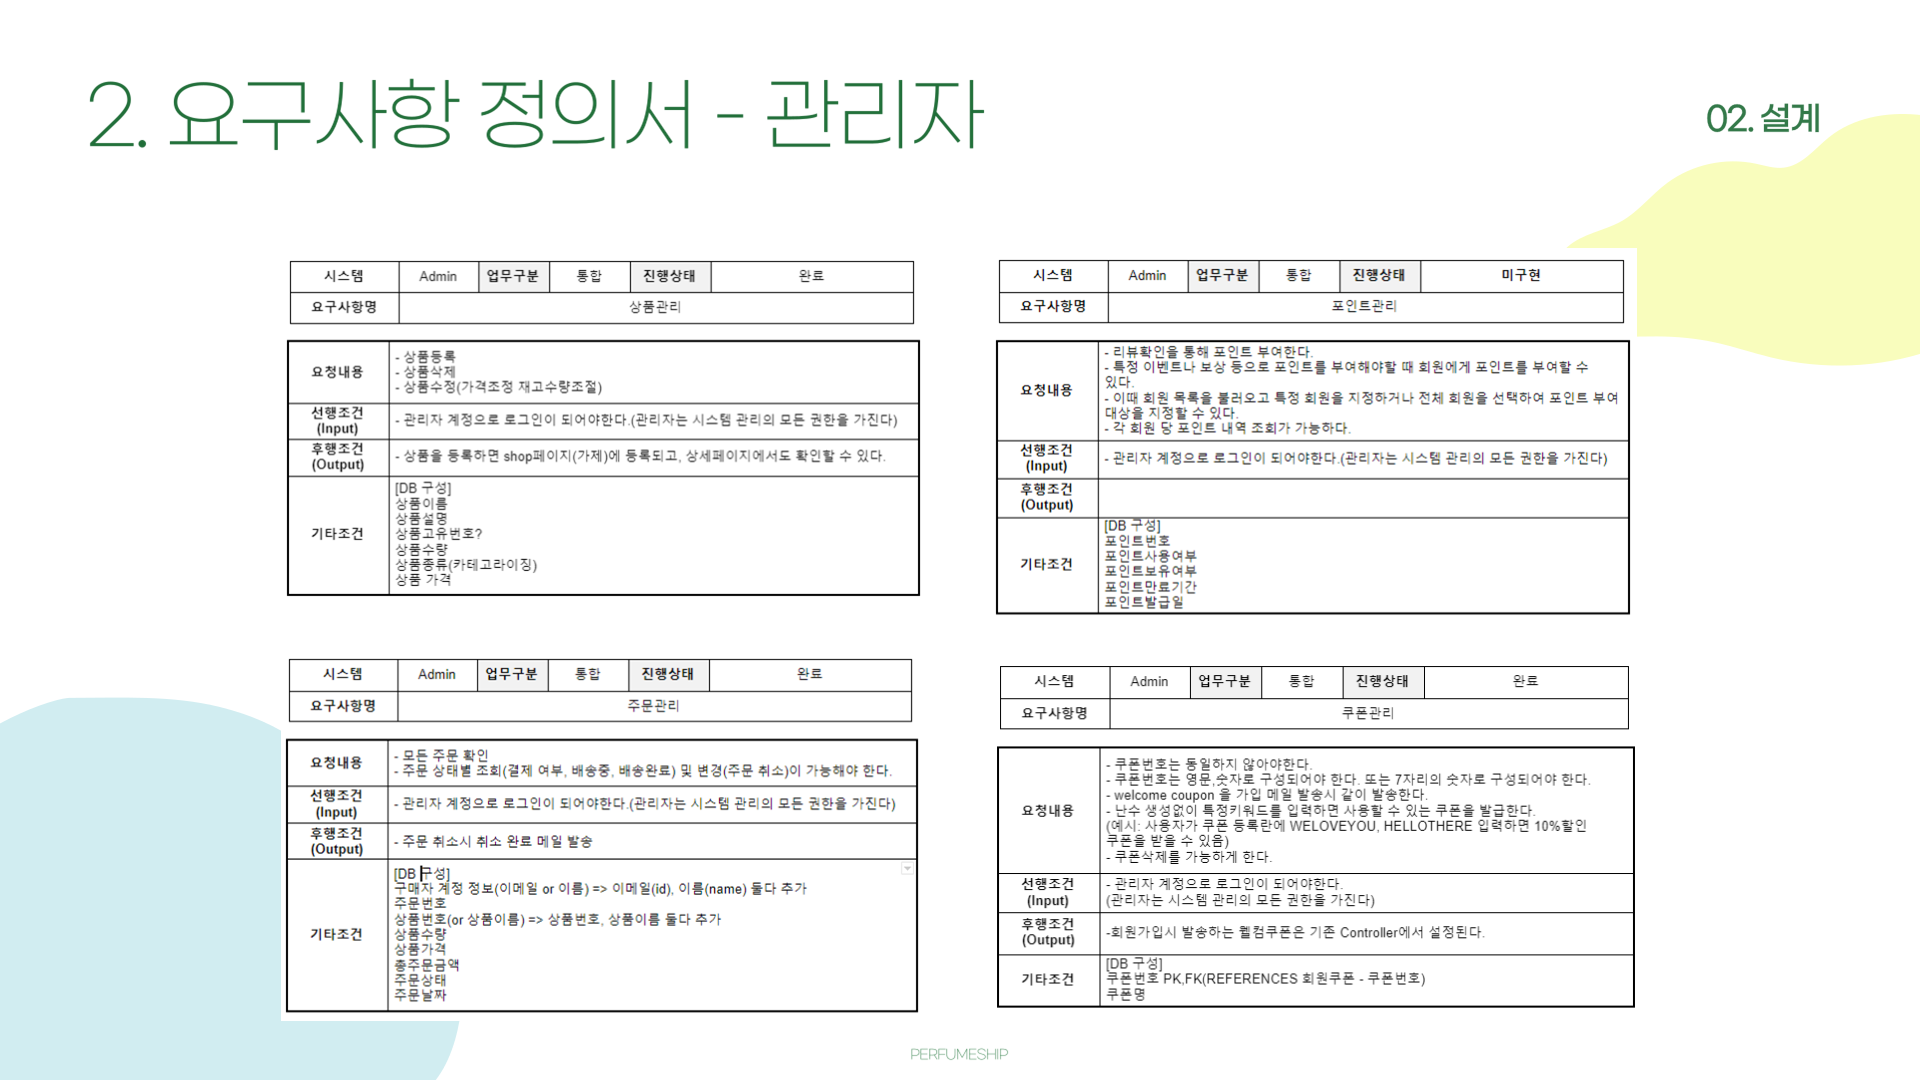 2. 요구사항 정의서 - 관리자
02. 설계
시스템 Admin 업무구분 통합 진행상태 완료
요구사항명 상품관리
요청내용
- 상품등록
- 상품삭제
- 상품수정(가격조정 재고수량조절)
선행조건
(Input)
- 관리자 계정으로 로그인이 되어야한다.(관리자는 시스템 관리의 모든 권한을 가진다)
후행조건
(Output)
- 상품을 등록하면 shop페이지(가제)에 등록되고, 상세페이지에서도 확인할 수 있다.
기타조건
[DB 구성]
상품이름
상품설명
상품고유번호?
상품수량
상품종류(카테고라이징)
상품 가격
시스템 Admin 업무구분 통합 진행상태 미구현
요구사항명 포인트관리
요청내용
- 리뷰확인을 통해 포인트 부여한다.
- 특정 이벤트나 보상 등으로 포인트를 부여해야할 때 회원에게 포인트를 부여할 수
있다.
- 이때 회원 목록을 불러오고 특정 회원을 지정하거나 전체 회원을 선택하여 포인트 부여
대상을 지정할 수 있다.
- 각 회원 당 포인트 내역 조회가 가능하다.
선행조건
(Input)
- 관리자 계정으로 로그인이 되어야한다.(관리자는 시스템 관리의 모든 권한을 가진다)
후행조건
(Output)
기타조건
[DB 구성]
포인트번호
포인트사용여부
포인트보유여부
포인트만료기간
포인트발급일
시스템 Admin 업무구분 통합 진행상태 완료
요구사항명 주문관리
요청내용
- 모든 주문 확인
- 주문 상태별 조회(결제 여부, 배송중, 배송완료) 및 변경(주문 취소)이 가능해야 한다.
선행조건
(Input)
- 관리자 계정으로 로그인이 되어야한다.(관리자는 시스템 관리의 모든 권한을 가진다)
후행조건
(Output)
- 주문 취소시 취소 완료 메일 발송
기타조건
[DB 구성]
구매자 계정 정보(이메일 or 이름) => 이메일(id), 이름(name) 둘다 추가
주문번호
상품번호(or 상품이름) => 상품번호, 상품이름 둘다 추가
상품수량
상품가격
총주문금액
주문상태
주문날짜
시스템 Admin 업무구분 통합 진행상태 완료
요구사항명 쿠폰관리
요청내용
- 쿠폰번호는 동일하지 않아야한다.
- 쿠폰번호는 영문,숫자로 구성되어야 한다. 또는 7자리의 숫자로 구성되어야 한다.
- welcome coupon 을 가입 메일 발송시 같이 발송한다.
- 난수 생성없이 특정키워드를 입력하면 사용할 수 있는 쿠폰을 발급한다.
(예시: 사용자가 쿠폰 등록란에 WELOVEYOU, HELLOTHERE 입력하면 10%할인
쿠폰을 받을 수 있음)
- 쿠폰삭제를 가능하게 한다.
선행조건
(Input)
- 관리자 계정으로 로그인이 되어야한다.
(관리자는 시스템 관리의 모든 권한을 가진다)
후행조건
(Output)
-회원가입시 발송하는 웰컴쿠폰은 기존 Controller에서 설정된다.
기타조건
[DB 구성]
쿠폰번호 PK,FK(REFERENCES 회원쿠폰 - 쿠폰번호)
쿠폰명
PERFUMESHIP